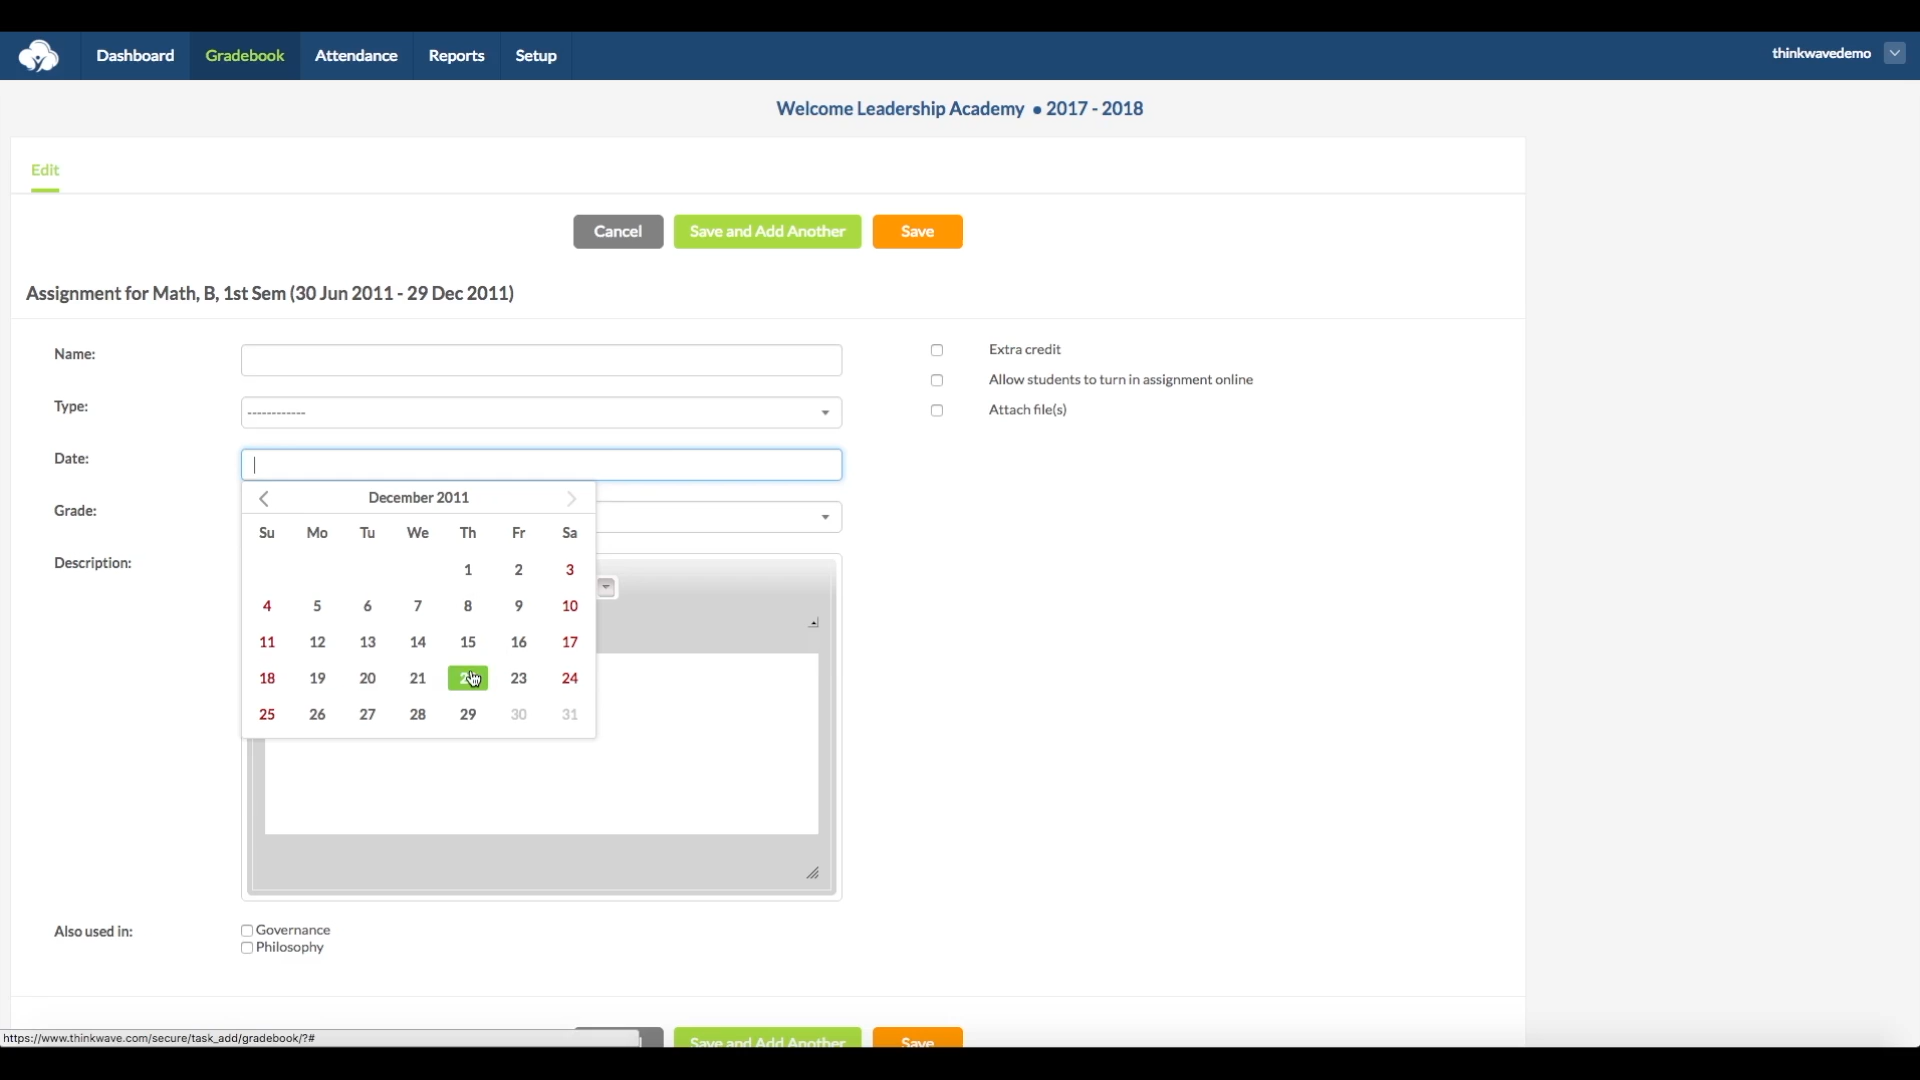 Dashboard Gradebook Attendance Reports Setup thinkwavedemo
Welcome Leadership Academy • 2017 - 2018
Edit
Cancel Save and Add Another Save
Assignment for Math, B, 1st Sem (30 Jun 2011 - 29 Dec 2011)
Name: Extra credit
Type: ------------ Allow students to turn in assignment online
Attach file(s)
Date:
December 2011
Grade:
Su Mo Tu We Th Fr Sa
Description:
1 2 3
4 5 6 7 8 9 10
11 12 13 14 15 16 17
18 19 20 21 23 24
25 26 27 28 29 30 31
Also used in: Governance
Philosophy
https://www.thinkwave.com/secure/task_add/gradebook/?#
Save and Add Another Save